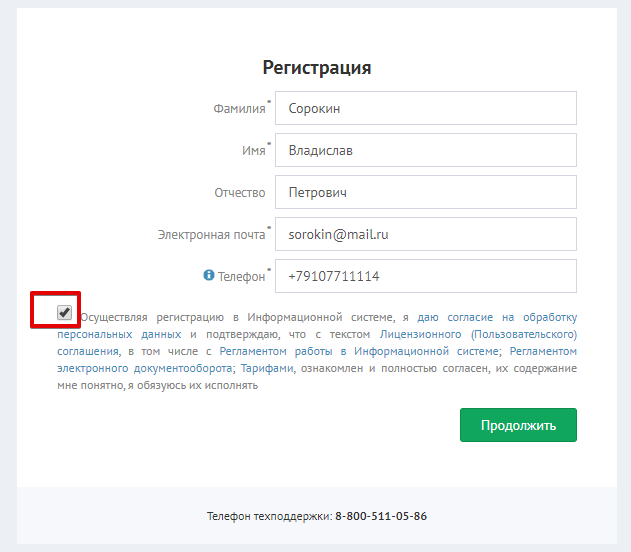 Регистрация
Фамилия* Сорокин
Имя* Владислав
Отчество Петрович
Электронная почта* sorokin@mail.ru
Телефон* +79107711114
Осуществляя регистрацию в Информационной системе, я даю согласие на обработку
персональных данных и подтверждаю, что с текстом Лицензионного (Пользовательского)
соглашения, в том числе с Регламентом работы в Информационной системе; Регламентом
электронного документооборота; Тарифами, ознакомлен и полностью согласен, их содержание
мне понятно, я обязуюсь их исполнять
Продолжить
Телефон техподдержки: 8-800-511-05-86